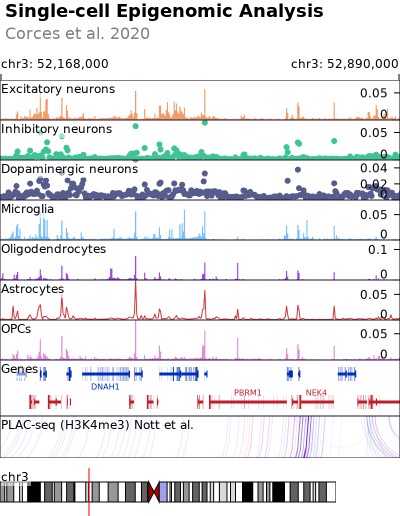 Single-cell Epigenomic Analysis
Corces et al. 2020
chr3: 52,168,000 chr3: 52,890,000
Excitatory neurons 0.05
0
Inhibitory neurons 0.05
0
Dopaminergic neurons 0.04
0.02
0
Microglia 0.05
0
Oligodendrocytes 0.1
0
Astrocytes 0.05
0
OPCs 0.05
0
Genes
DNAH1 PBRM1 NEK4
PLAC-seq (H3K4me3) Nott et al.
chr3